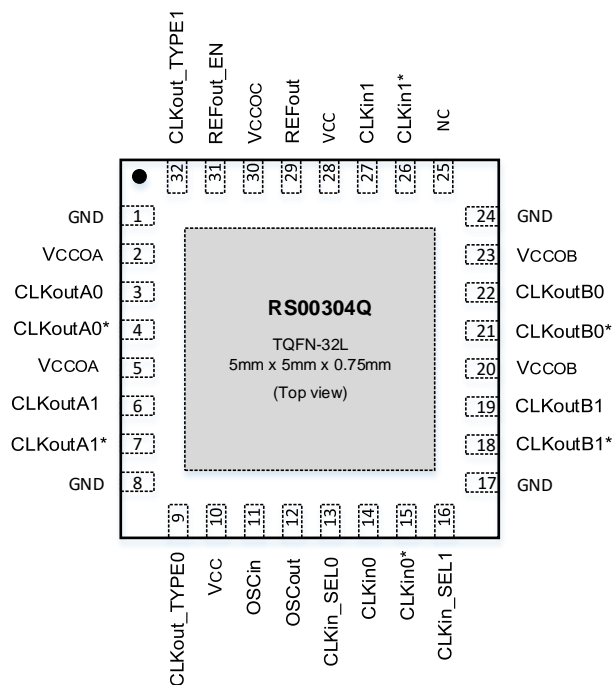 CLKout_TYPE1
REFout_EN
VCCOC
REFout
VCC
CLKin1
CLKin1*
NC
32
31
30
29
28
27
26
25
GND 1
VCCOA 2
CLKoutA0 3
CLKoutA0* 4
VCCOA 5
CLKoutA1 6
CLKoutA1* 7
GND 8
RS00304Q
TQFN-32L
5mm x 5mm x 0.75mm
(Top view)
24 GND
23 VCCOB
22 CLKoutB0
21 CLKoutB0*
20 VCCOB
19 CLKoutB1
18 CLKoutB1*
17 GND
9
10
11
12
13
14
15
16
CLKout_TYPE0
VCC
OSCin
OSCout
CLKin_SEL0
CLKin0
CLKin0*
CLKin_SEL1